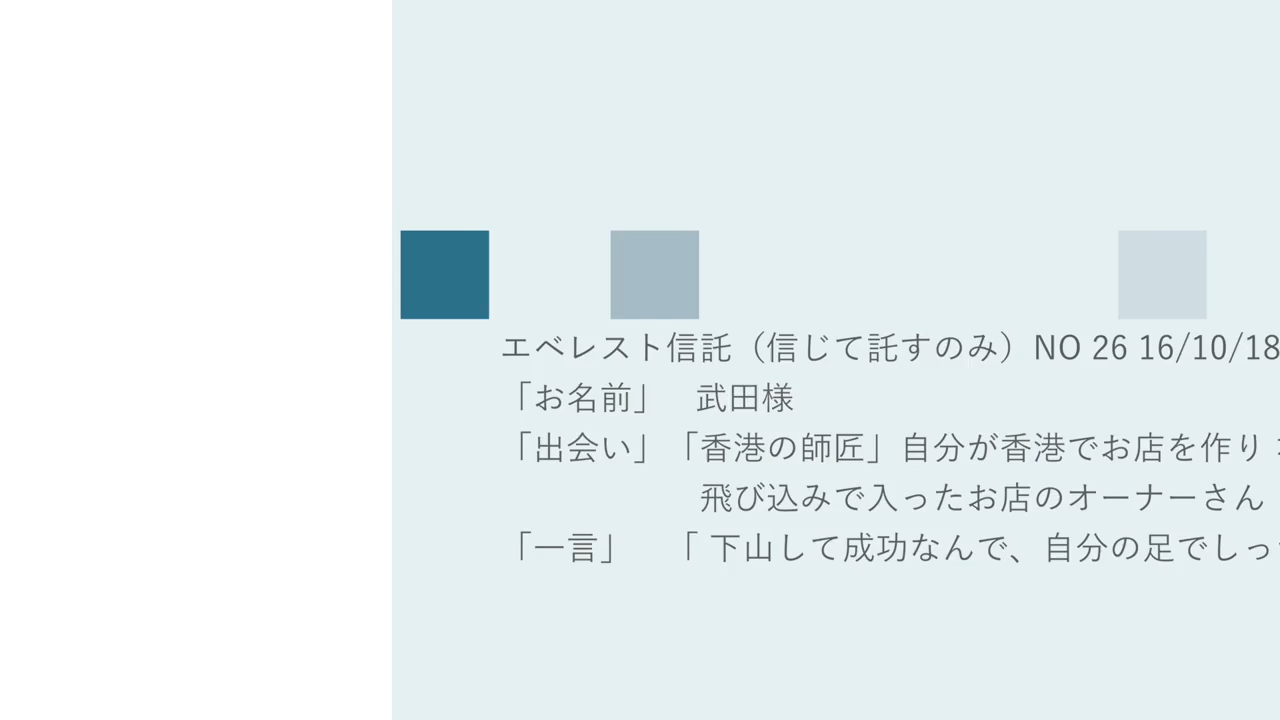 エベレスト信託（信じて託すのみ）NO 26 16/10/18
「お名前」　武田様
「出会い」「香港の師匠」自分が香港でお店を作り
飛び込みで入ったお店のオーナーさん
「一言」　「 下山して成功なんで、自分の足でしっ